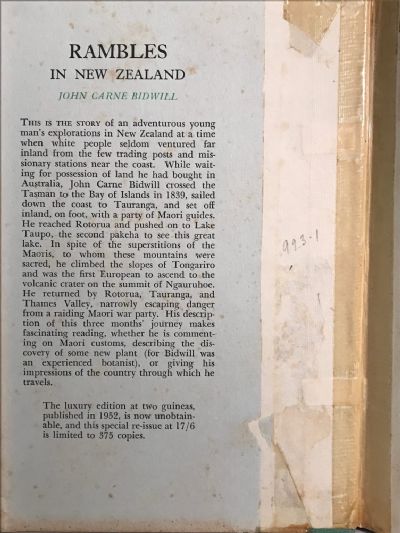 RAMBLES
IN NEW ZEALAND
JOHN CARNE BIDWILL
THIS IS THE STORY of an adventurous young
man's explorations in New Zealand at a time
when white people seldom ventured far
inland from the few trading posts and mis-
sionary stations near the coast. While wait-
ing for possession of land he had bought in
Australia, John Carne Bidwill crossed the
Tasman to the Bay of Islands in 1839, sailed
down the coast to Tauranga, and set off
inland, on foot, with a party of Maori guides.
He reached Rotorua and pushed on to Lake
Taupo, the second pakeha to see this great
lake. In spite of the superstitions of the
Maoris, to whom these mountains were
sacred, he climbed the slopes of Tongariro
and was the first European to ascend to the
volcanic crater on the summit of Ngauruhoe.
He returned by Rotorua, Tauranga, and
Thames Valley, narrowly escaping danger
from a raiding Maori war party. His descrip-
tion of this three months' journey makes
fascinating reading, whether he is comment-
ing on Maori customs, describing the dis-
covery of some new plant (for Bidwill was
an experienced botanist), or giving his
impressions of the country through which he
travels.
The luxury edition at two guineas,
published in 1952, is now unobtain-
able, and this special re-issue at 17/6
is limited to 375 copies.
993-1